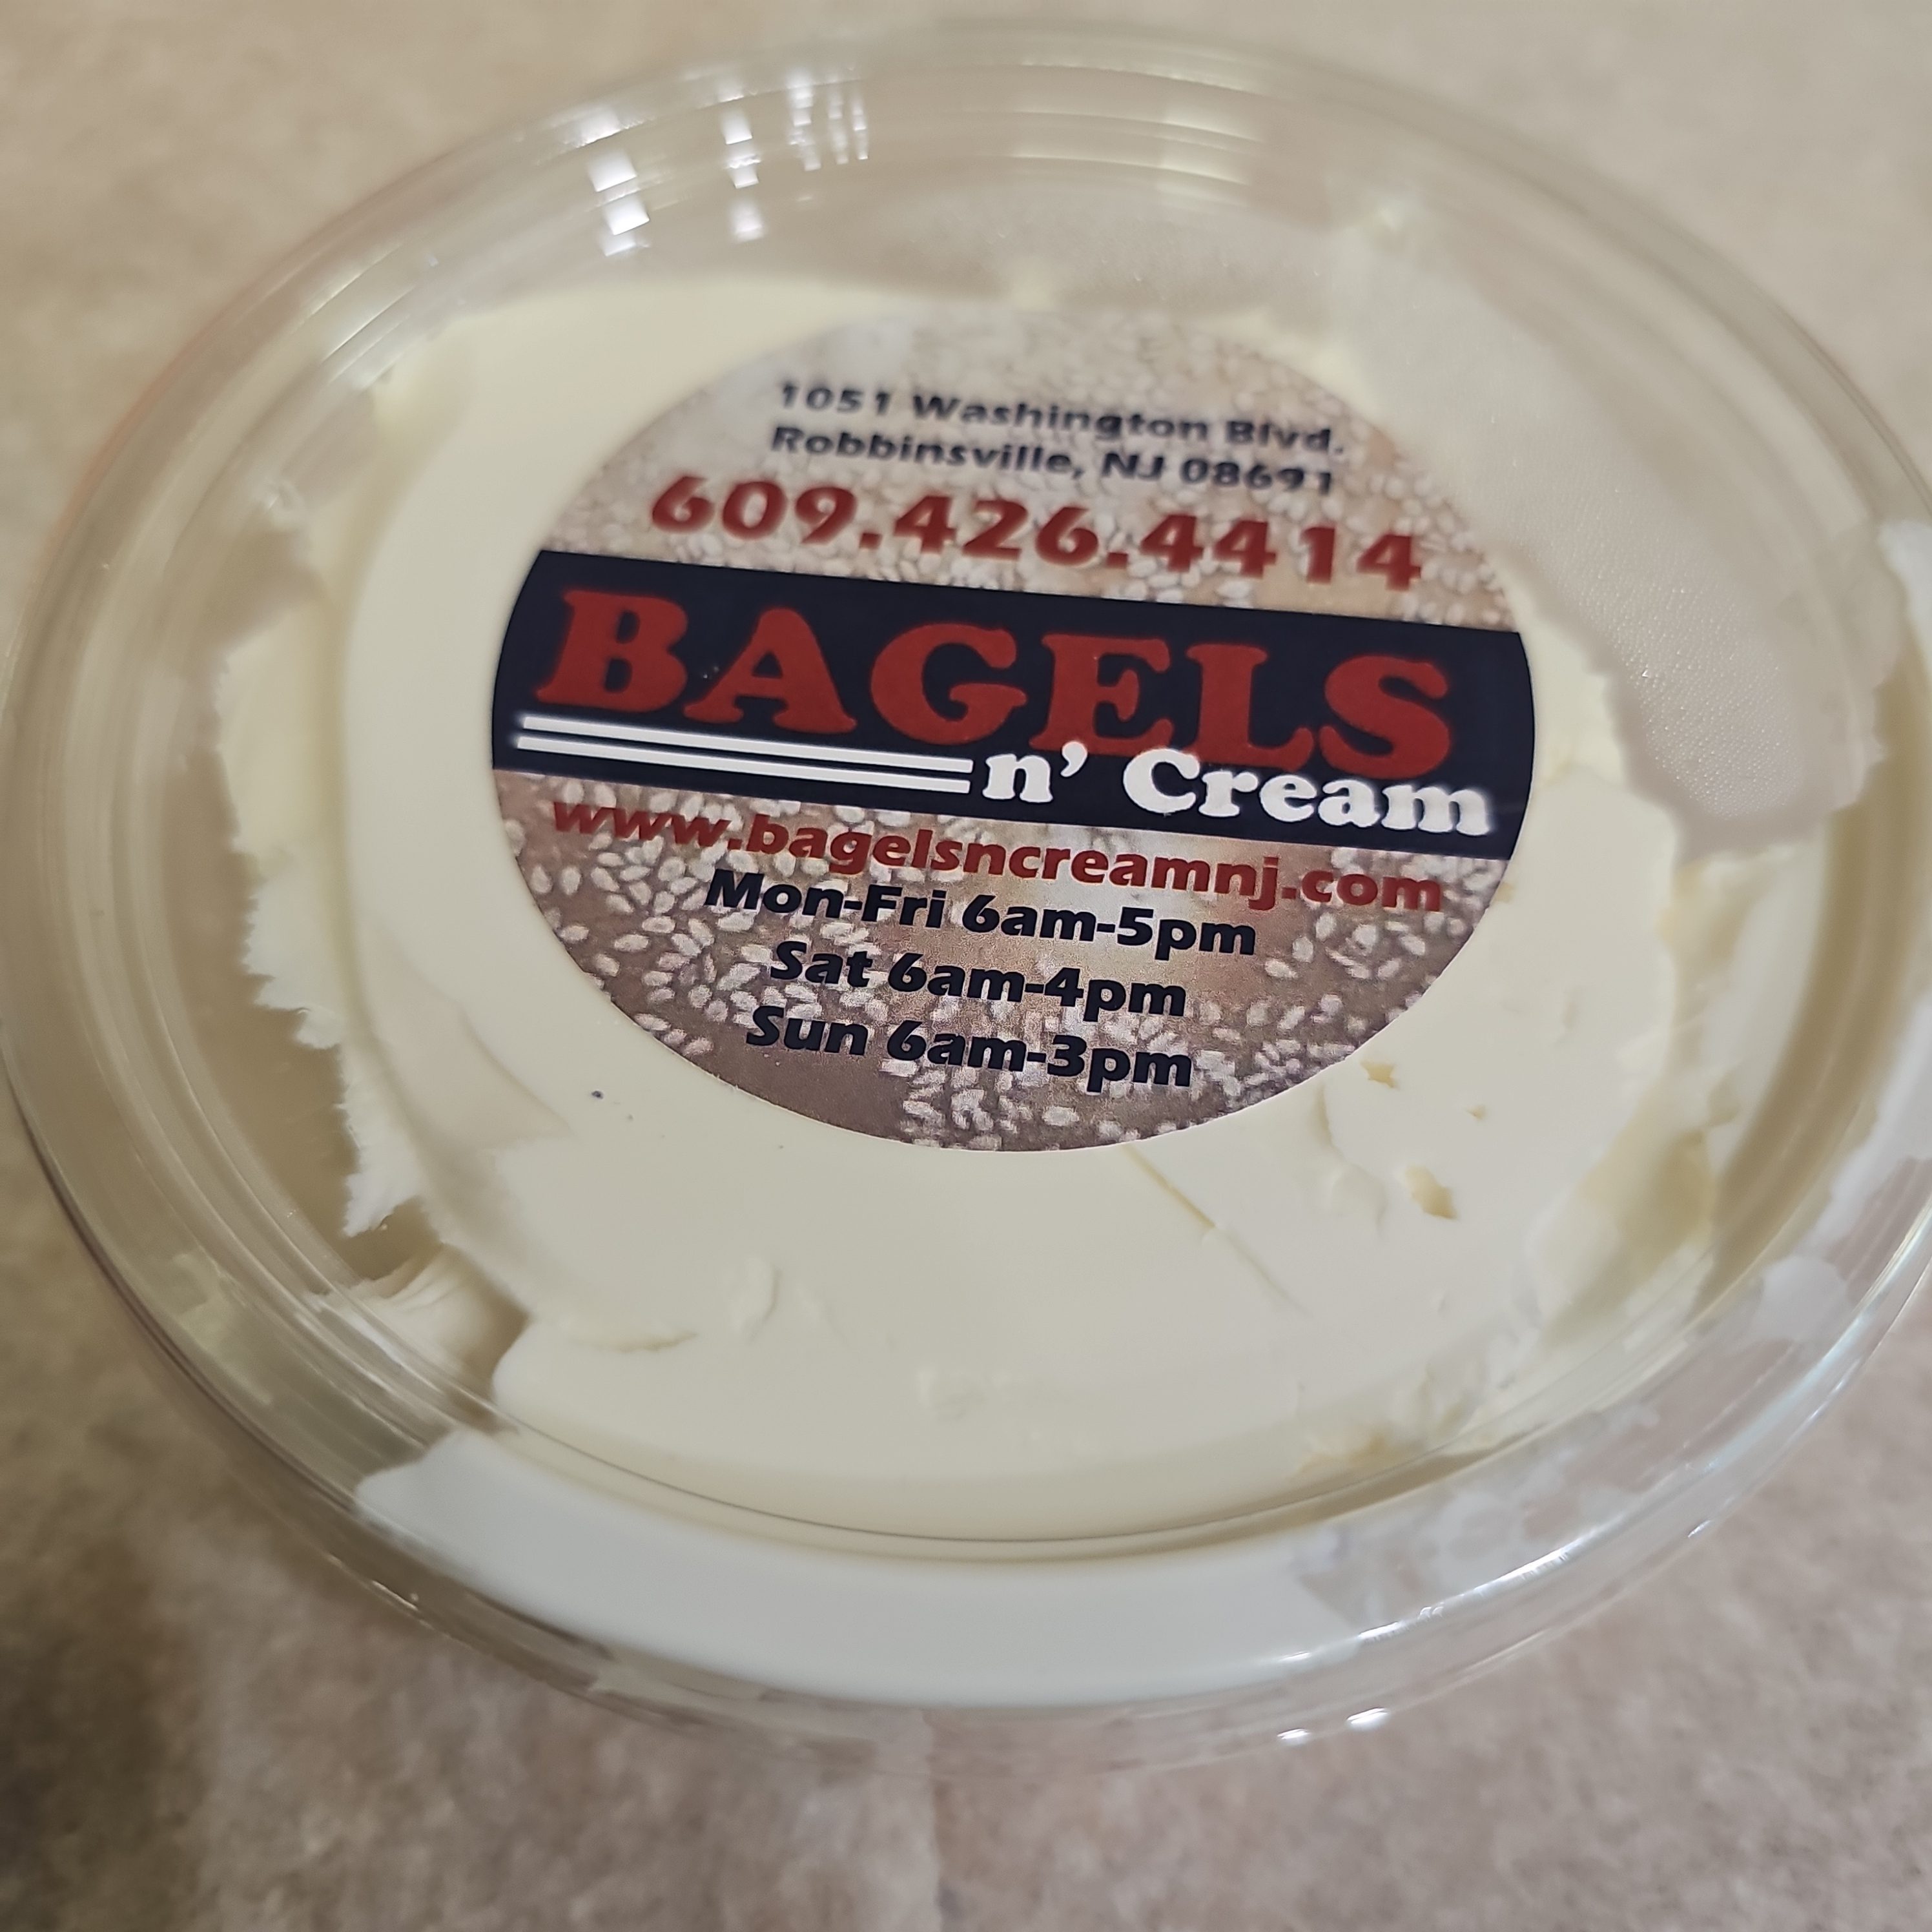 1051 Washington Blvd.
Robbinsville, NJ 08691
609.426.4414
BAGELS
n' Cream
www.bagelsncreamnj.com
Mon-Fri 6am-5pm
Sat 6am-4pm
Sun 6am-3pm